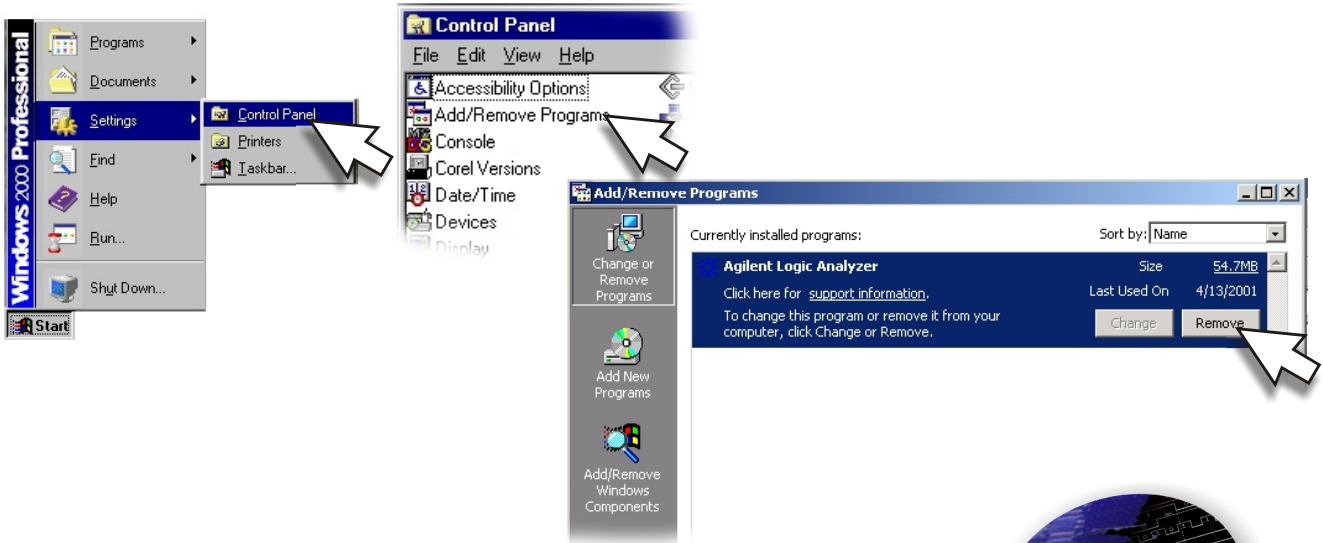 Windows 2000 Professional
Programs
Documents
Settings
Find
Help
Run...
Shut Down...
Start
Control Panel
Printers
Taskbar...
Control Panel
File Edit View Help
Accessibility Options
Add/Remove Programs
Console
Corel Versions
Date/Time
Devices
Display
Add/Remove Programs
Change or
Remove
Programs
Add New
Programs
Add/Remove
Windows
Components
Currently installed programs:
Sort by: Name
Agilent Logic Analyzer
Size 54.7MB
Click here for support information.
Last Used On 4/13/2001
To change this program or remove it from your
computer, click Change or Remove.
Change
Remove